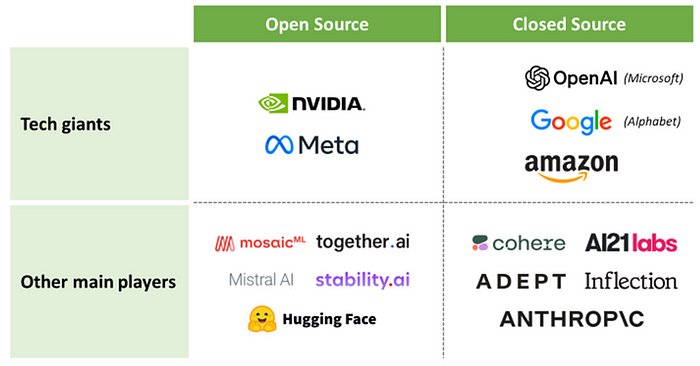 Open Source
Closed Source
Tech giants
NVIDIA.
Meta
OpenAI (Microsoft)
Google (Alphabet)
amazon
Other main players
mosaicML together.ai
Mistral AI stability.ai
Hugging Face
cohere AI21labs
ADEPT Inflection
ANTHROP\C